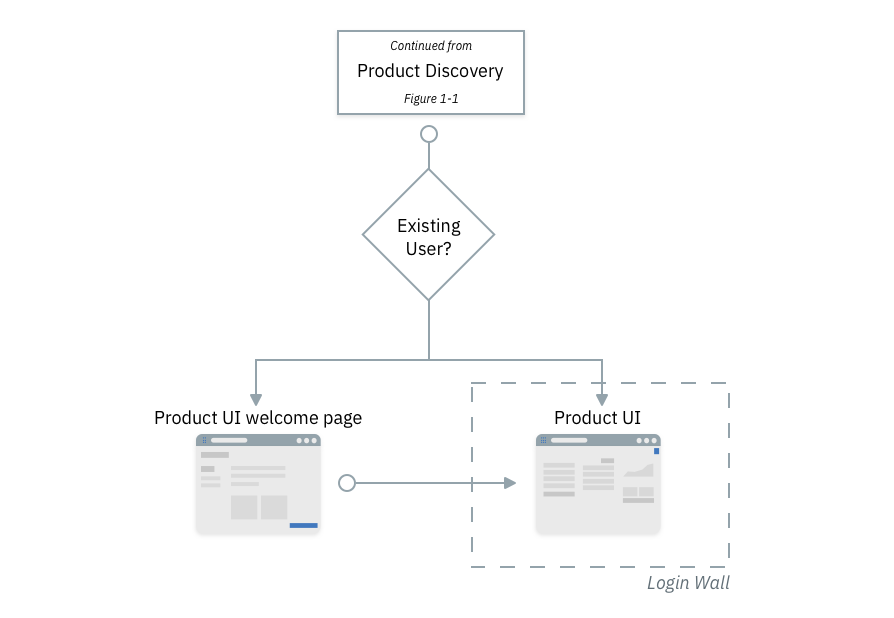 Continued from
Product Discovery
Figure 1-1
Existing
User?
Product UI welcome page
Product UI
Login Wall